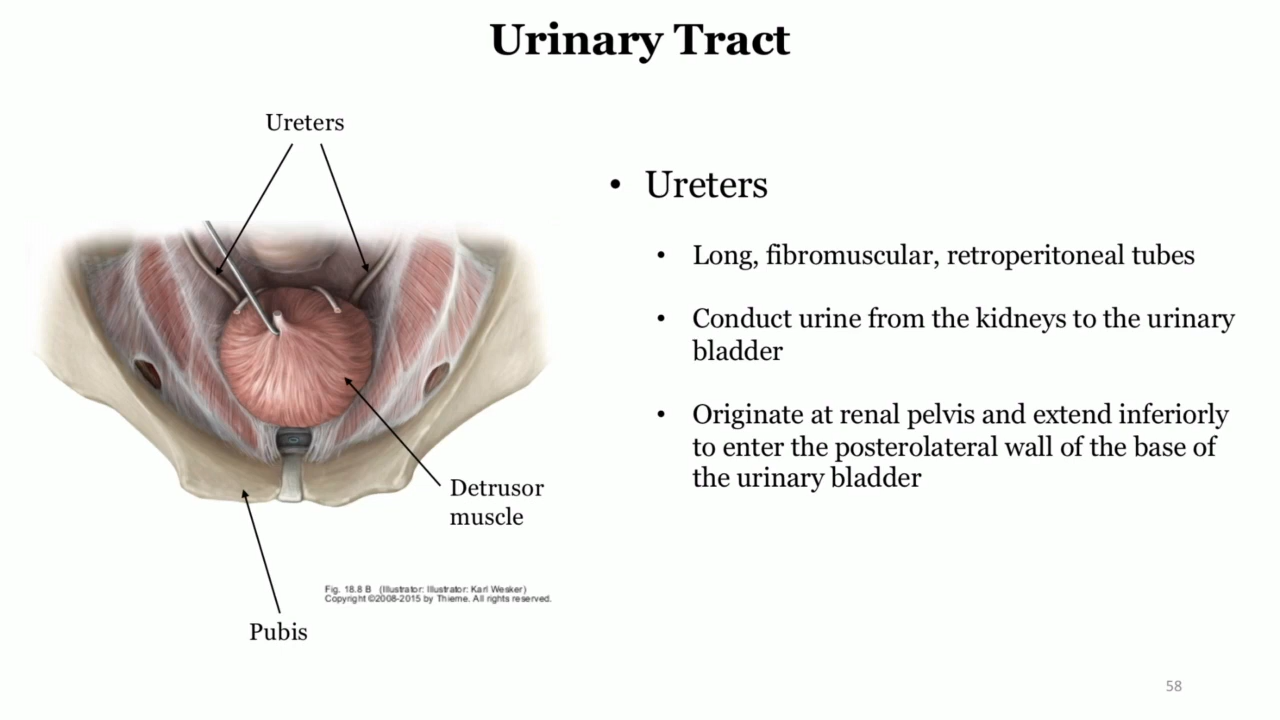 Urinary Tract
Ureters
• Ureters
• Long, fibromuscular, retroperitoneal tubes
• Conduct urine from the kidneys to the urinary
bladder
• Originate at renal pelvis and extend inferiorly
to enter the posterolateral wall of the base of
the urinary bladder
Detrusor
muscle
Fig. 18.8 B (Illustrator: Illustrator: Karl Wesker)
Copyright ©2008-2015 by Thieme. All rights reserved.
Pubis
58